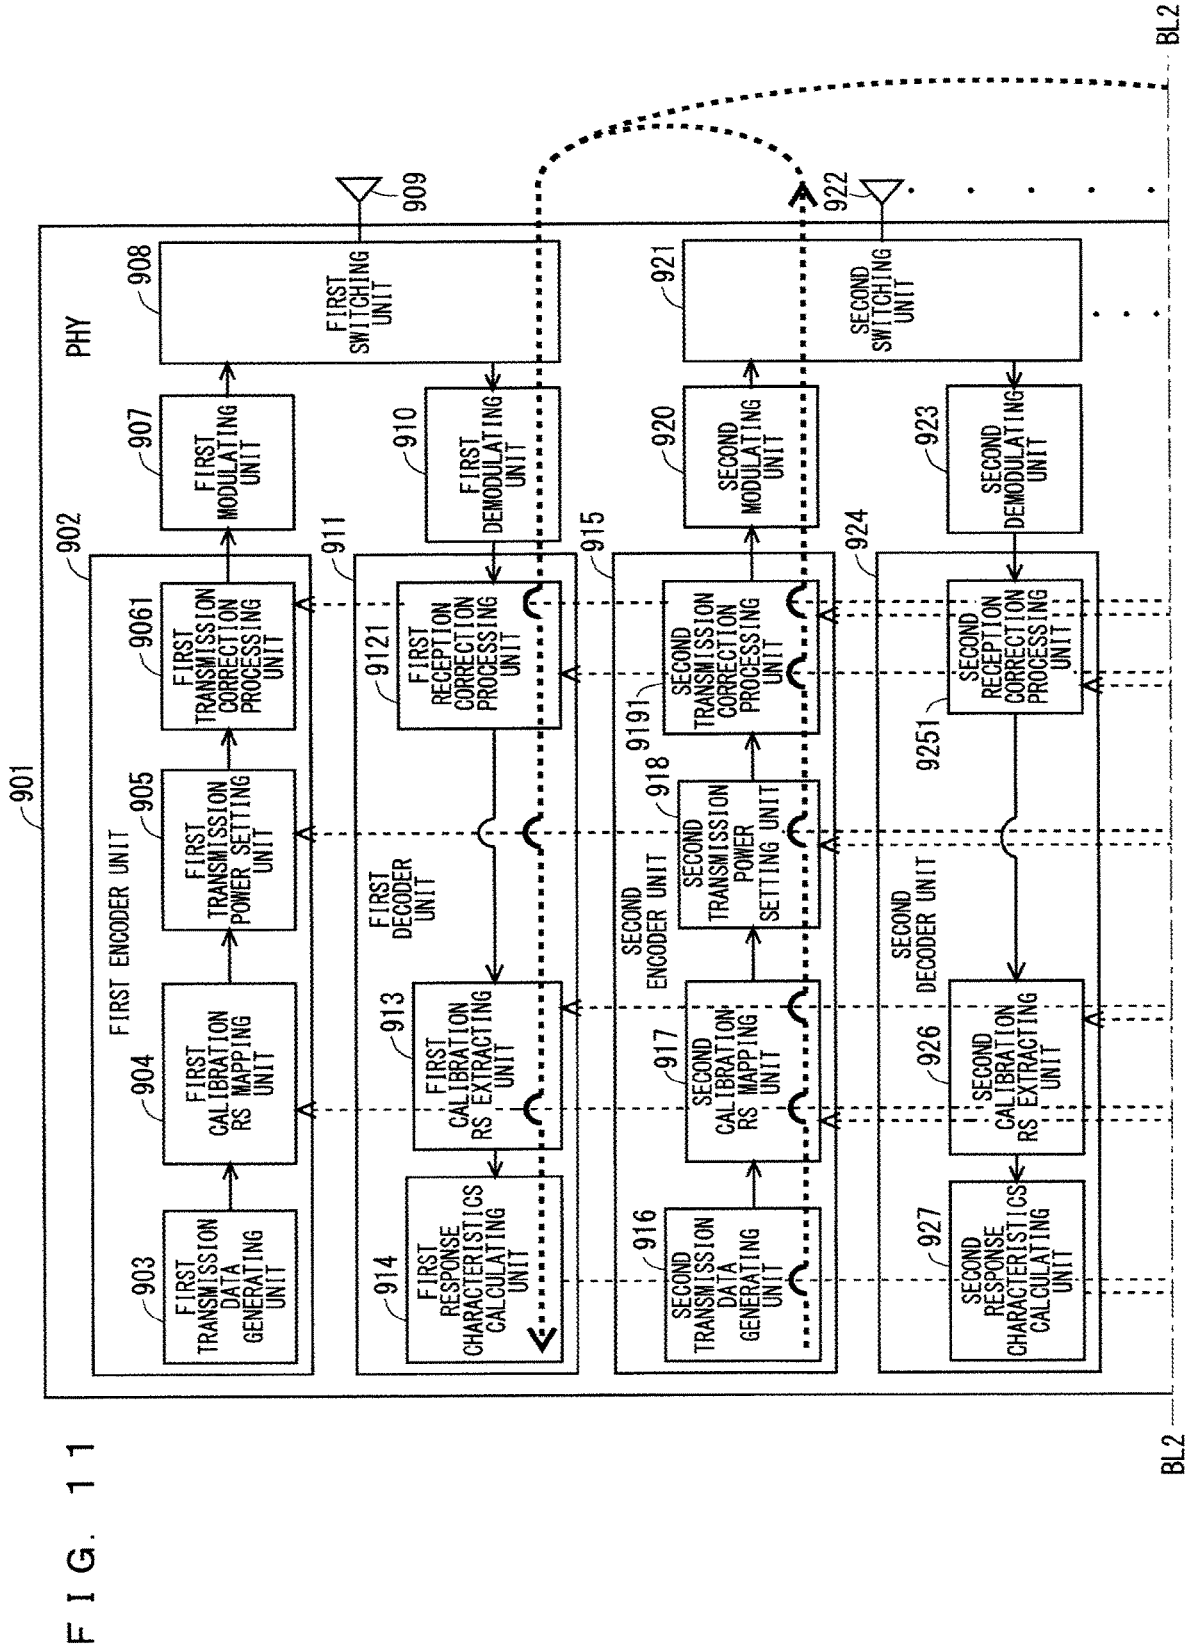 FIG. 11
901
PHY
902
FIRST ENCODER UNIT
903
FIRST
TRANSMISSION
DATA
GENERATING
UNIT
904
FIRST
CALIBRATION
RS MAPPING
UNIT
905
FIRST
TRANSMISSION
POWER SETTING
UNIT
9061
FIRST
TRANSMISSION
CORRECTION
PROCESSING
UNIT
907
FIRST
MODULATING
UNIT
908
FIRST
SWITCHING
UNIT
909
911
FIRST
DECODER
UNIT
914
FIRST
RESPONSE
CHARACTERISTICS
CALCULATING
UNIT
913
FIRST
CALIBRATION
RS EXTRACTING
UNIT
9121
FIRST
RECEPTION
CORRECTION
PROCESSING
UNIT
910
FIRST
DEMODULATING
UNIT
915
SECOND
ENCODER UNIT
916
SECOND
TRANSMISSION
DATA
GENERATING
UNIT
917
SECOND
CALIBRATION
RS MAPPING
UNIT
918
SECOND
TRANSMISSION
POWER
SETTING UNIT
9191
SECOND
TRANSMISSION
CORRECTION
PROCESSING
UNIT
920
SECOND
MODULATING
UNIT
921
SECOND
SWITCHING
UNIT
922
924
SECOND
DECODER UNIT
927
SECOND
RESPONSE
CHARACTERISTICS
CALCULATING
UNIT
926
SECOND
CALIBRATION
RS EXTRACTING
UNIT
9251
SECOND
RECEPTION
CORRECTION
PROCESSING
UNIT
923
SECOND
DEMODULATING
UNIT
BL2
BL2